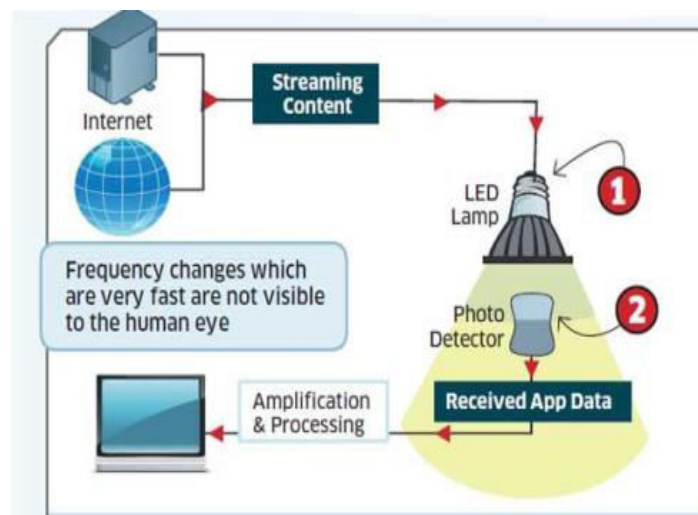 Streaming
Content
Internet
LED
Lamp
1
Frequency changes which
are very fast are not visible
to the human eye
Photo
Detector
2
Amplification
& Processing
Received App Data